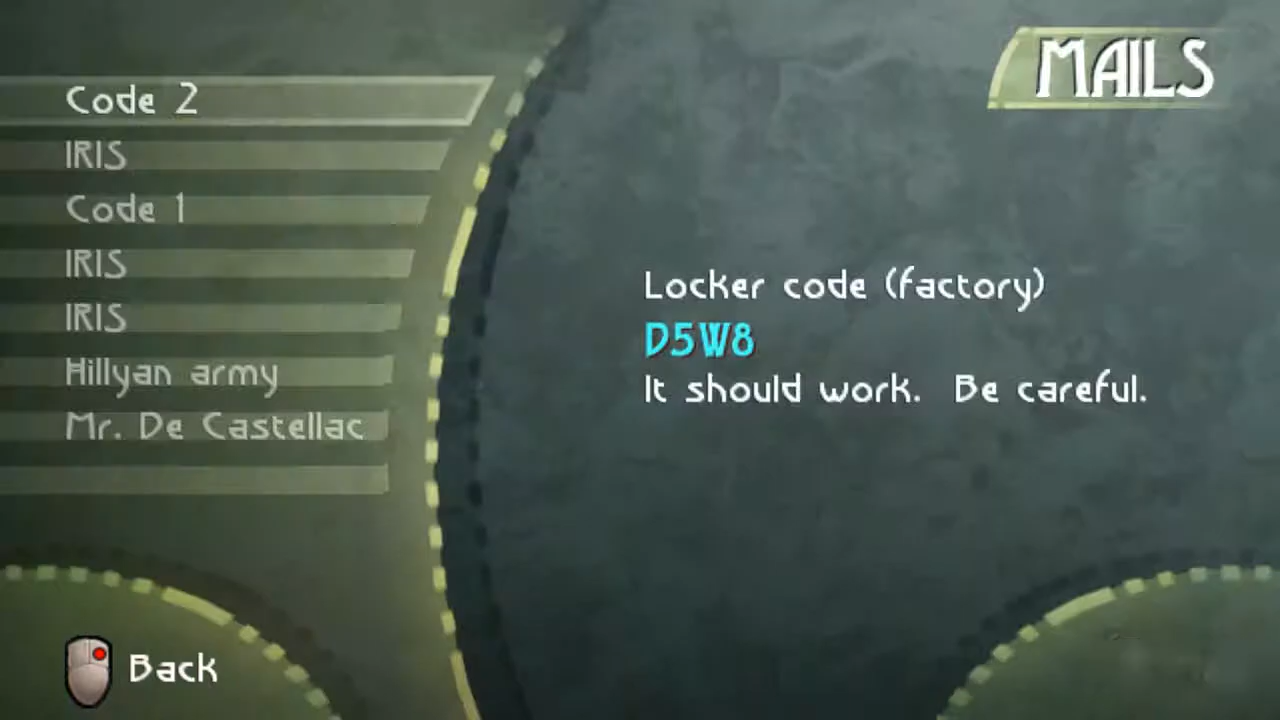 MAILS
Code 2
IRIS
Code 1
IRIS
IRIS
Hillyan army
Mr. De Castellac
Locker code (factory)
D5W8
It should work.  Be careful.
Back